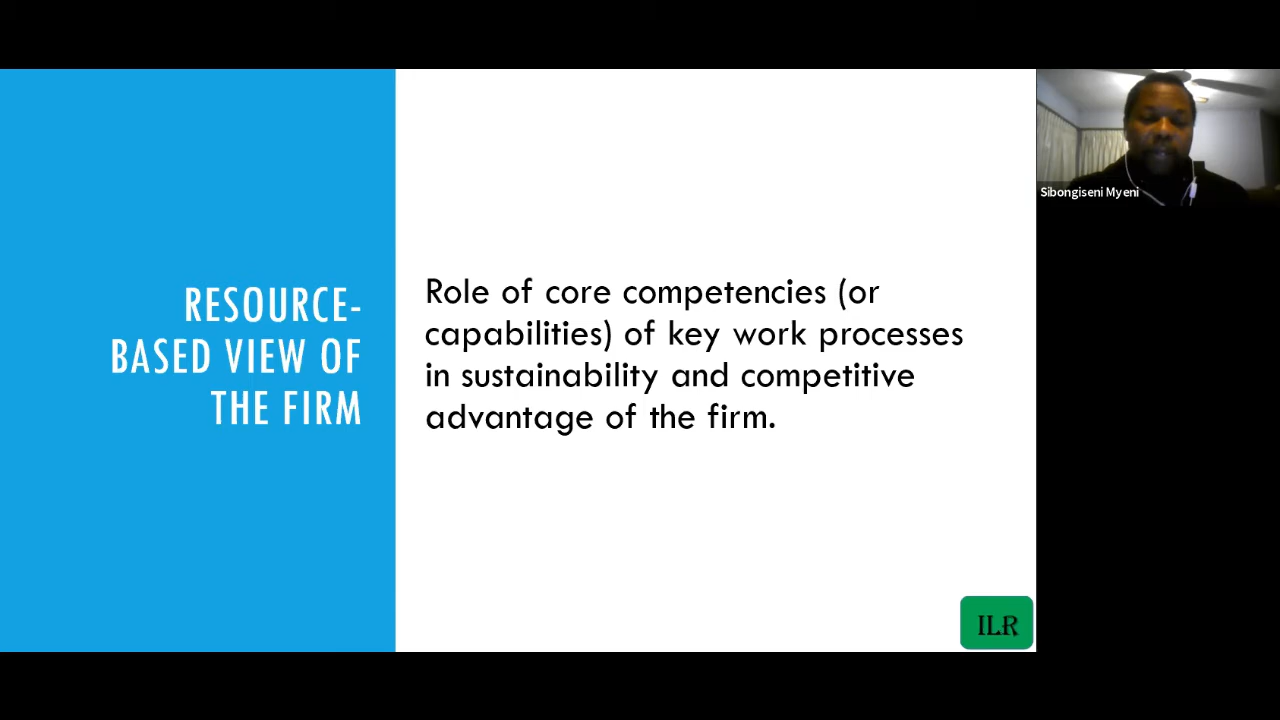 RESOURCE-
BASED VIEW OF
THE FIRM
Role of core competencies (or
capabilities) of key work processes
in sustainability and competitive
advantage of the firm.
Sibongiseni Myeni
ILR